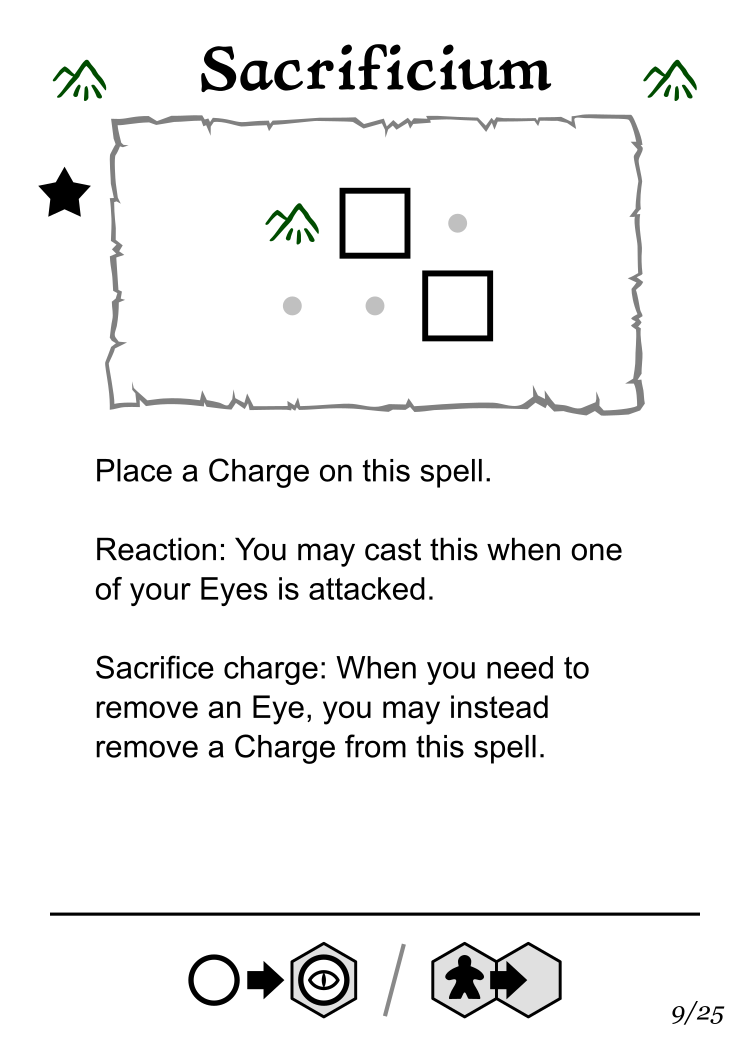 Sacrificium
Place a Charge on this spell.
Reaction: You may cast this when one
of your Eyes is attacked.
Sacrifice charge: When you need to
remove an Eye, you may instead
remove a Charge from this spell.
9/25